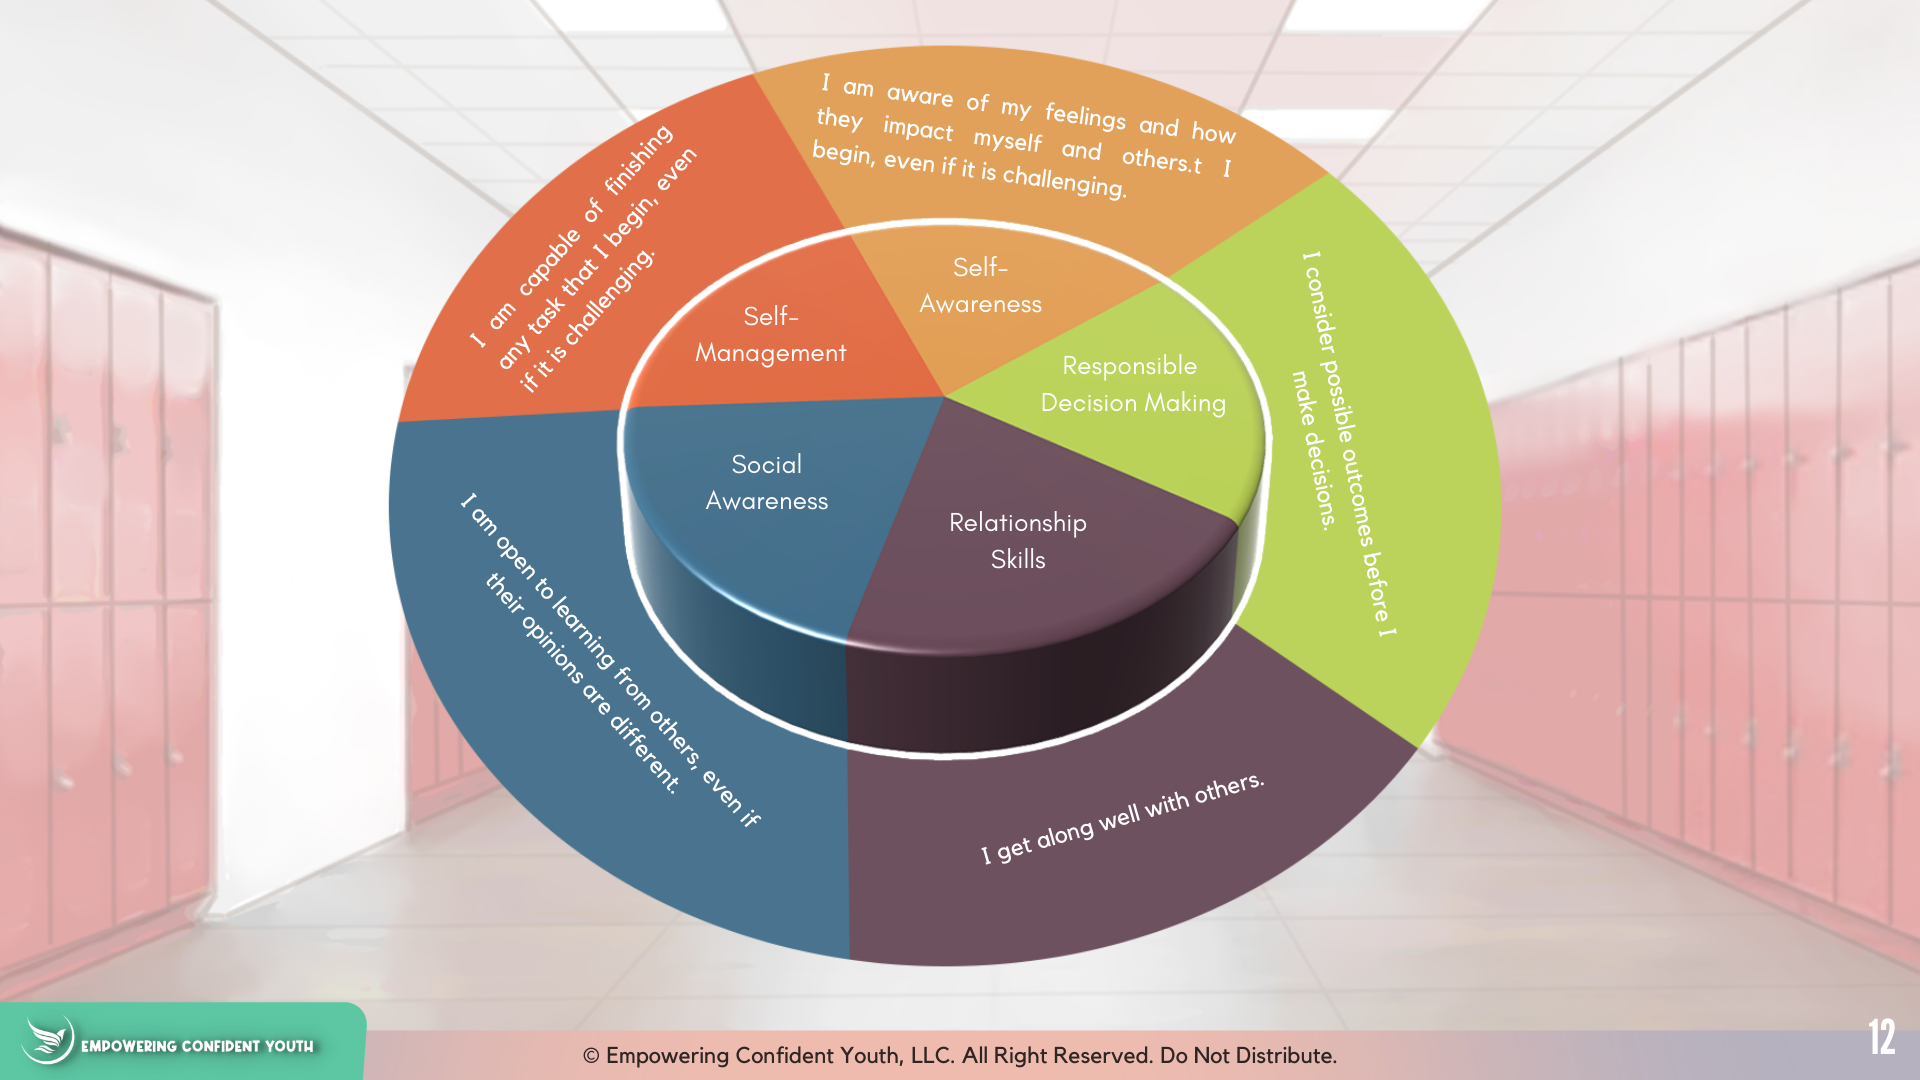 I am aware of my feelings and how
they impact myself and others.t I
begin, even if it is challenging.
I am capable of finishing
any task that I begin, even
if it is challenging.
Self-
Awareness
Self-
Management
Responsible
Decision Making
I consider possible outcomes before I
make decisions.
Social
Awareness
Relationship
Skills
I am open to learning from others, even if
their opinions are different.
I get along well with others.
EMPOWERING CONFIDENT YOUTH
© Empowering Confident Youth, LLC. All Right Reserved. Do Not Distribute.
12